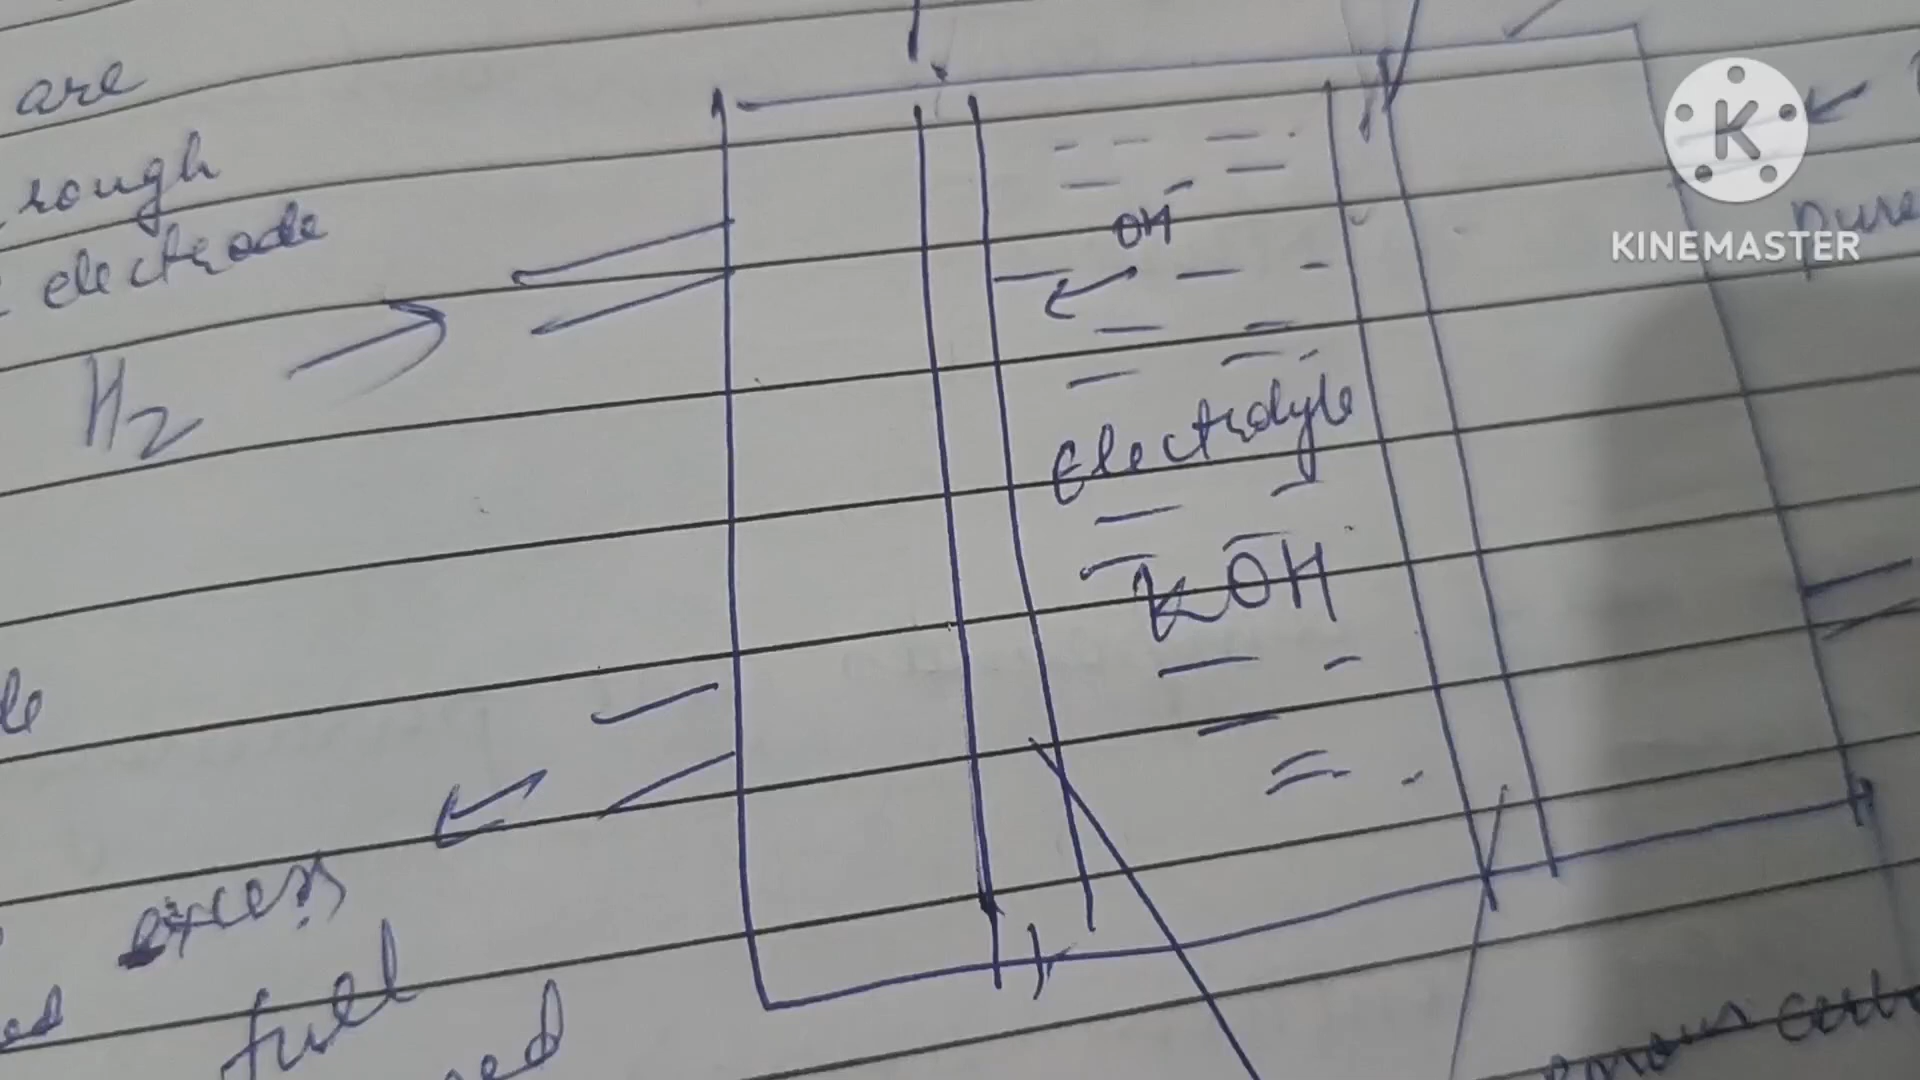 are
rough
electrode
H2
OH
Electrolyte
KOH
excess
fuel
K
KINEMASTER
pure